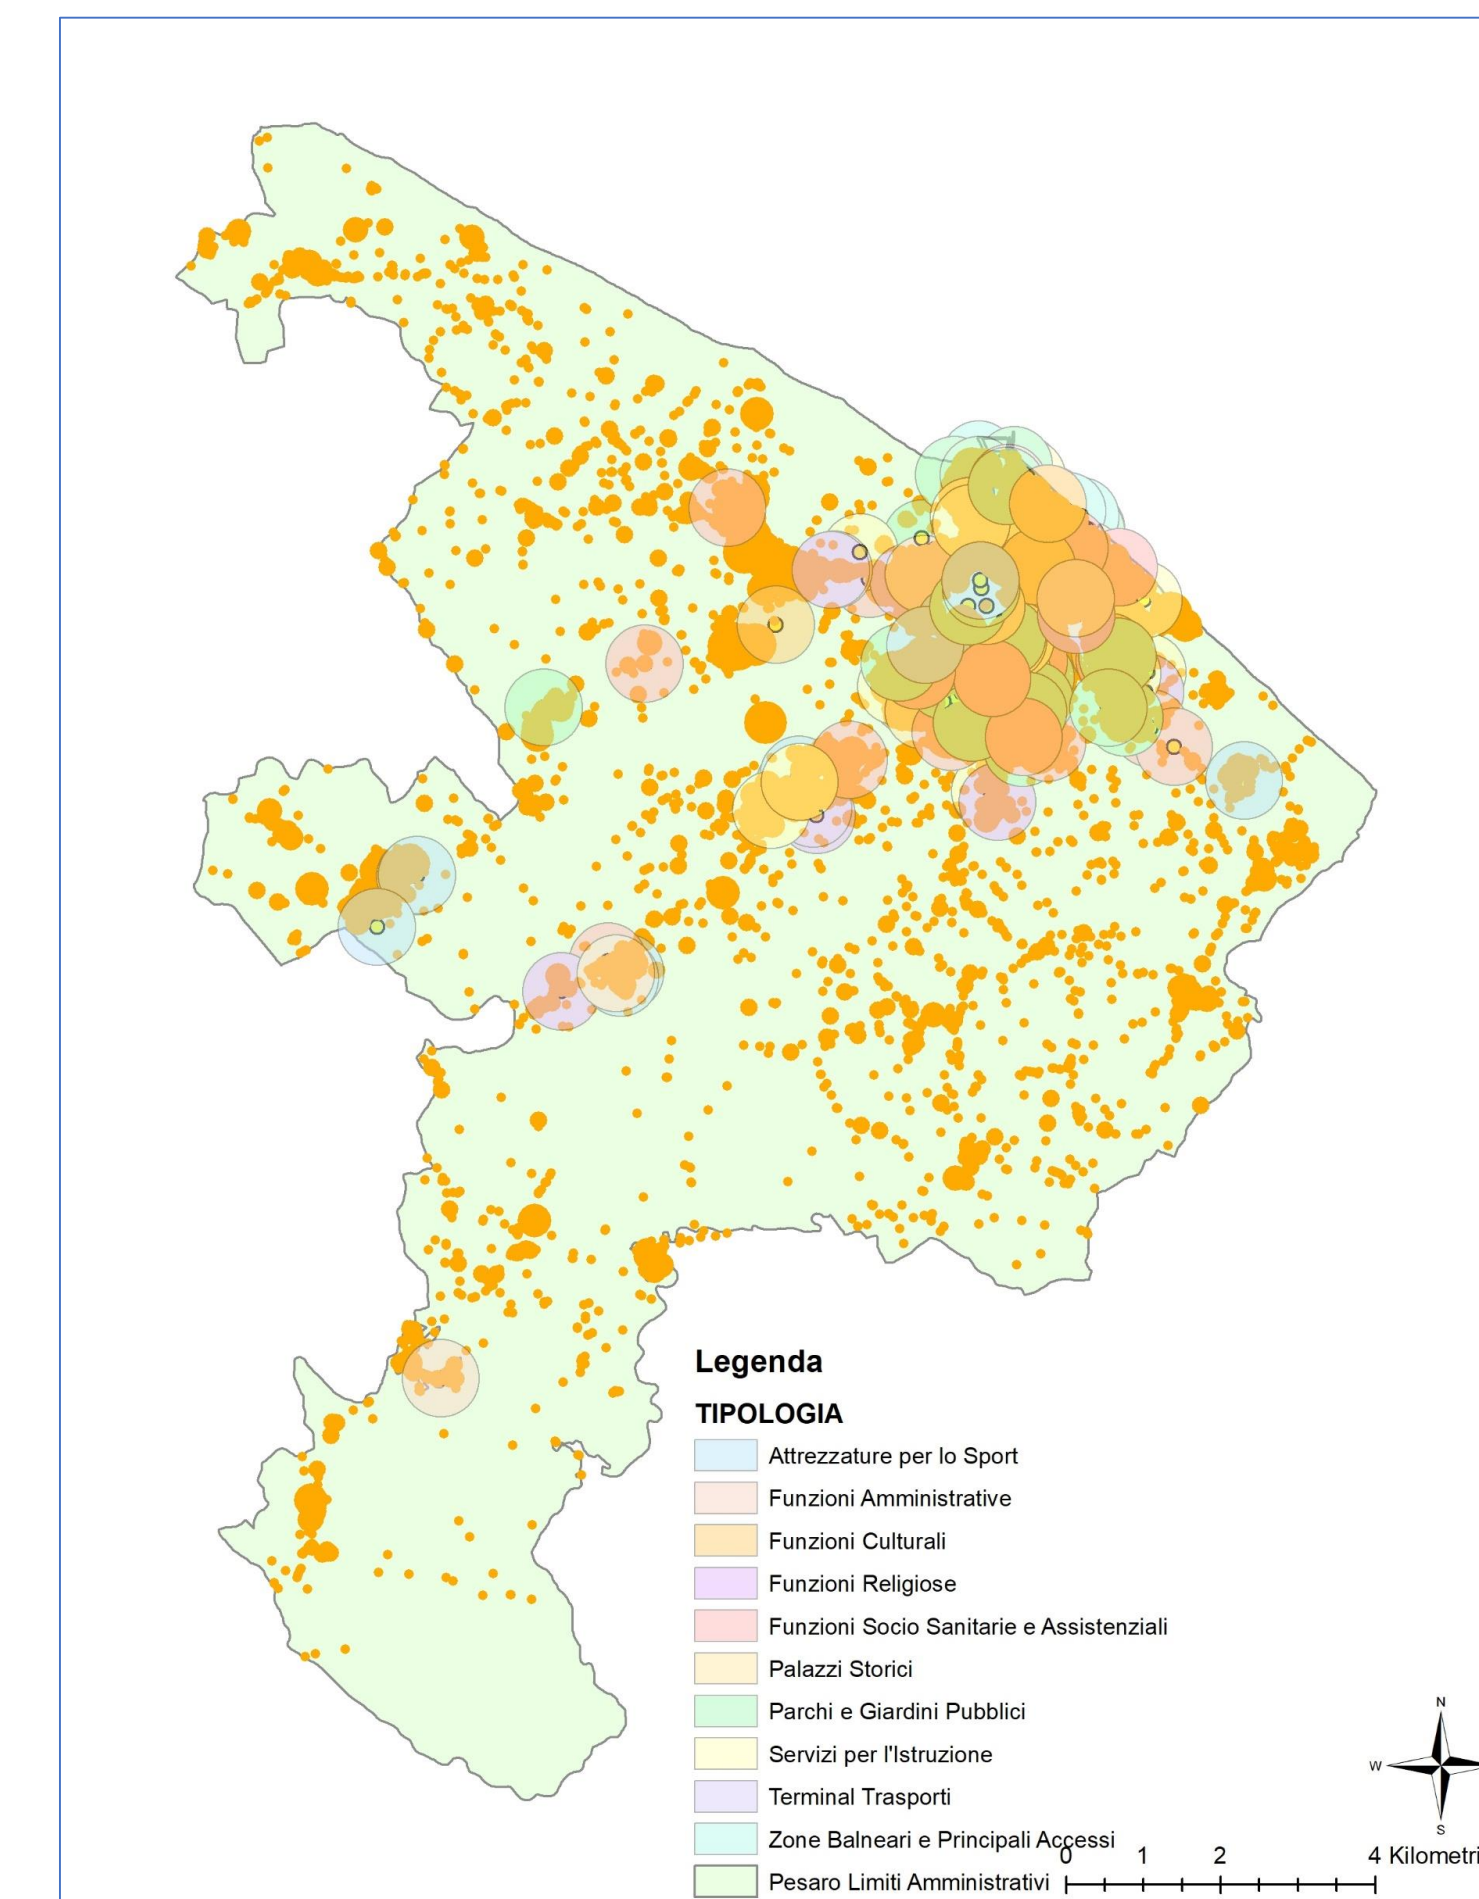 Legenda
TIPOLOGIA
Attrezzature per lo Sport
Funzioni Amministrative
Funzioni Culturali
Funzioni Religiose
Funzioni Socio Sanitarie e Assistenziali
Palazzi Storici
Parchi e Giardini Pubblici
Servizi per l'Istruzione
Terminal Trasporti
Zone Balneari e Principali Accessi
Pesaro Limiti Amministrativi
N
W
S
0 1 2 4 Kilometri